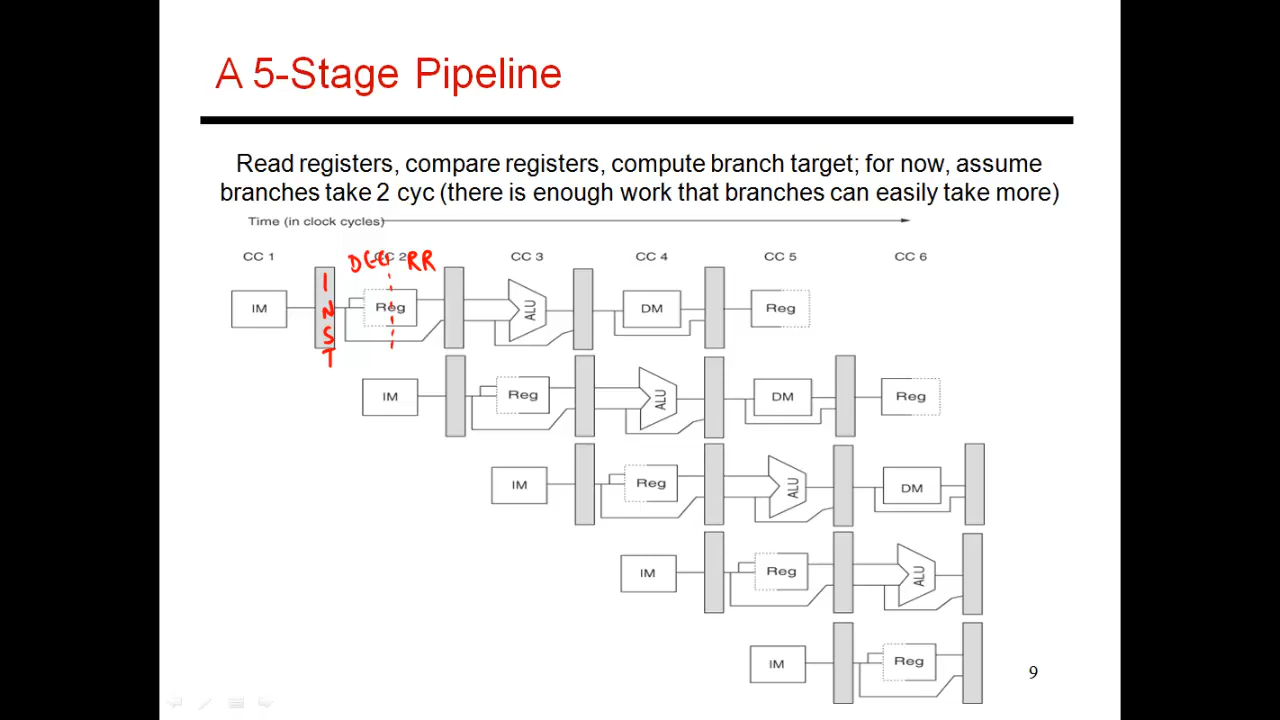 A 5-Stage Pipeline
Read registers, compare registers, compute branch target; for now, assume
branches take 2 cyc (there is enough work that branches can easily take more)
Time (in clock cycles)
CC 1 CC 2 CC 3 CC 4 CC 5 CC 6
DEC RR
INST
IM Reg ALU DM Reg
IM Reg ALU DM Reg
IM Reg ALU DM
IM Reg ALU
IM Reg
9